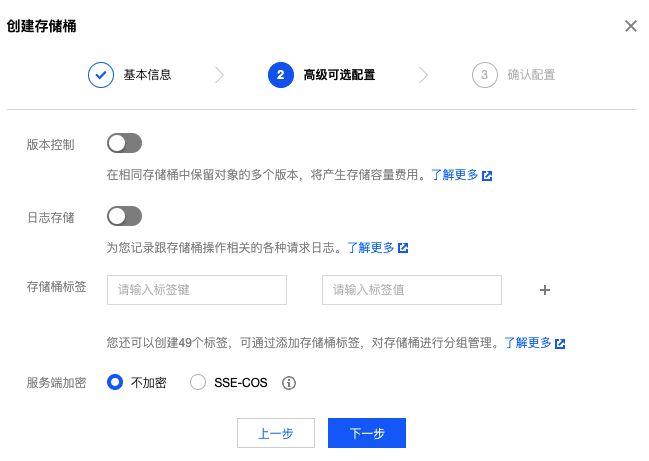 创建存储桶
基本信息
2 高级可选配置
3 确认配置
版本控制
在相同存储桶中保留对象的多个版本，将产生存储容量费用。了解更多
日志存储
为您记录跟存储桶操作相关的各种请求日志。了解更多
存储桶标签 请输入标签键 请输入标签值
您还可以创建49个标签，可通过添加存储桶标签，对存储桶进行分组管理。了解更多
服务端加密 不加密 SSE-COS
上一步 下一步